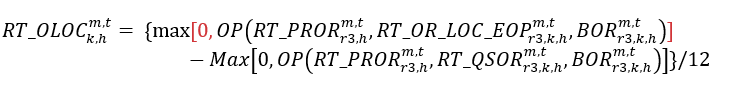 RT_OLOC^{m,t}_{k,h} = {max[0, OP(RT_PROR^{m,t}_{r3,h}, RT_OR_LOC_EOP^{m,t}_{r3,k,h}, BOR^{m,t}_{r3,k,h})]
− Max[0, OP(RT_PROR^{m,t}_{r3,h}, RT_QSOR^{m,t}_{r3,k,h}, BOR^{m,t}_{r3,k,h})]}/12